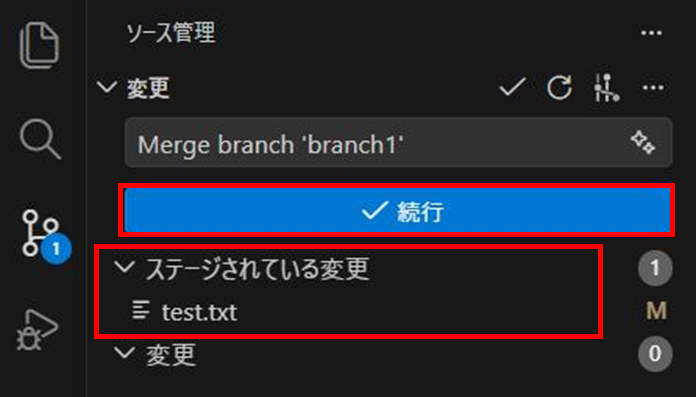 ソース管理
変更
Merge branch 'branch1'
続行
ステージされている変更 1
test.txt M
変更 0
1